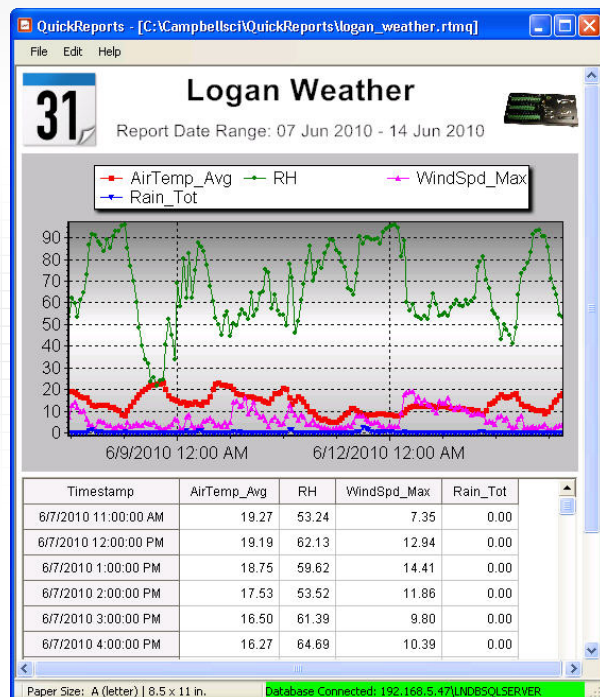 QuickReports - [C:\Campbellsci\QuickReports\logan_weather.rtmq]
File Edit Help
31
Logan Weather
Report Date Range: 07 Jun 2010 - 14 Jun 2010
AirTemp_Avg RH WindSpd_Max
Rain_Tot
90
80
70
60
50
40
30
20
10
0
6/9/2010 12:00 AM 6/12/2010 12:00 AM
Timestamp AirTemp_Avg RH WindSpd_Max Rain_Tot
6/7/2010 11:00:00 AM 19.27 53.24 7.35 0.00
6/7/2010 12:00:00 PM 19.19 62.13 12.94 0.00
6/7/2010 1:00:00 PM 18.75 59.62 14.41 0.00
6/7/2010 2:00:00 PM 17.53 53.52 11.86 0.00
6/7/2010 3:00:00 PM 16.50 61.39 9.80 0.00
6/7/2010 4:00:00 PM 16.27 64.69 10.39 0.00
Paper Size: A (letter) | 8.5 x 11 in. Database Connected: 192.168.5.47\LNDBSQLSERVER